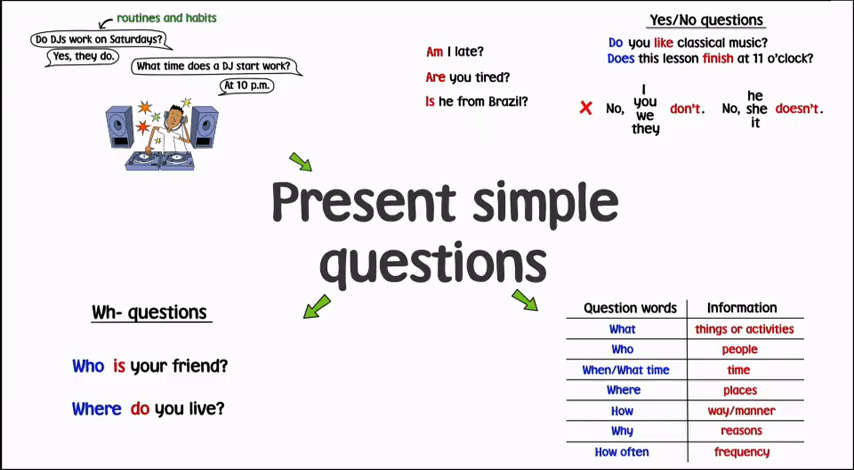 routines and habits
Do DJs work on Saturdays?
Yes, they do.
What time does a DJ start work?
At 10 p.m.
Am I late?
Are you tired?
Is he from Brazil?
Yes/No questions
Do you like classical music?
Does this lesson finish at 11 o'clock?
I
you
No, we don't.
they
he
No, she doesn't.
it
Present simple
questions
Wh- questions
Who is your friend?
Where do you live?
Question words Information
What things or activities
Who people
When/What time time
Where places
How way/manner
Why reasons
How often frequency